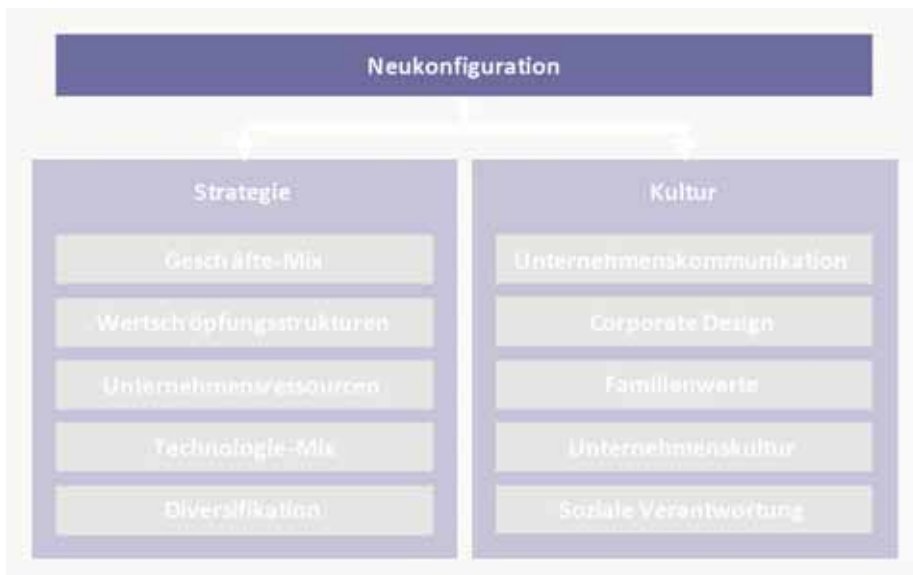 Neukonfiguration
Strategie
Geschäfte-Mix
Wertschöpfungsstrukturen
Unternehmensressourcen
Technologie-Mix
Diversifikation
Kultur
Unternehmenskommunikation
Corporate Design
Familienwerte
Unternehmenskultur
Soziale Verantwortung